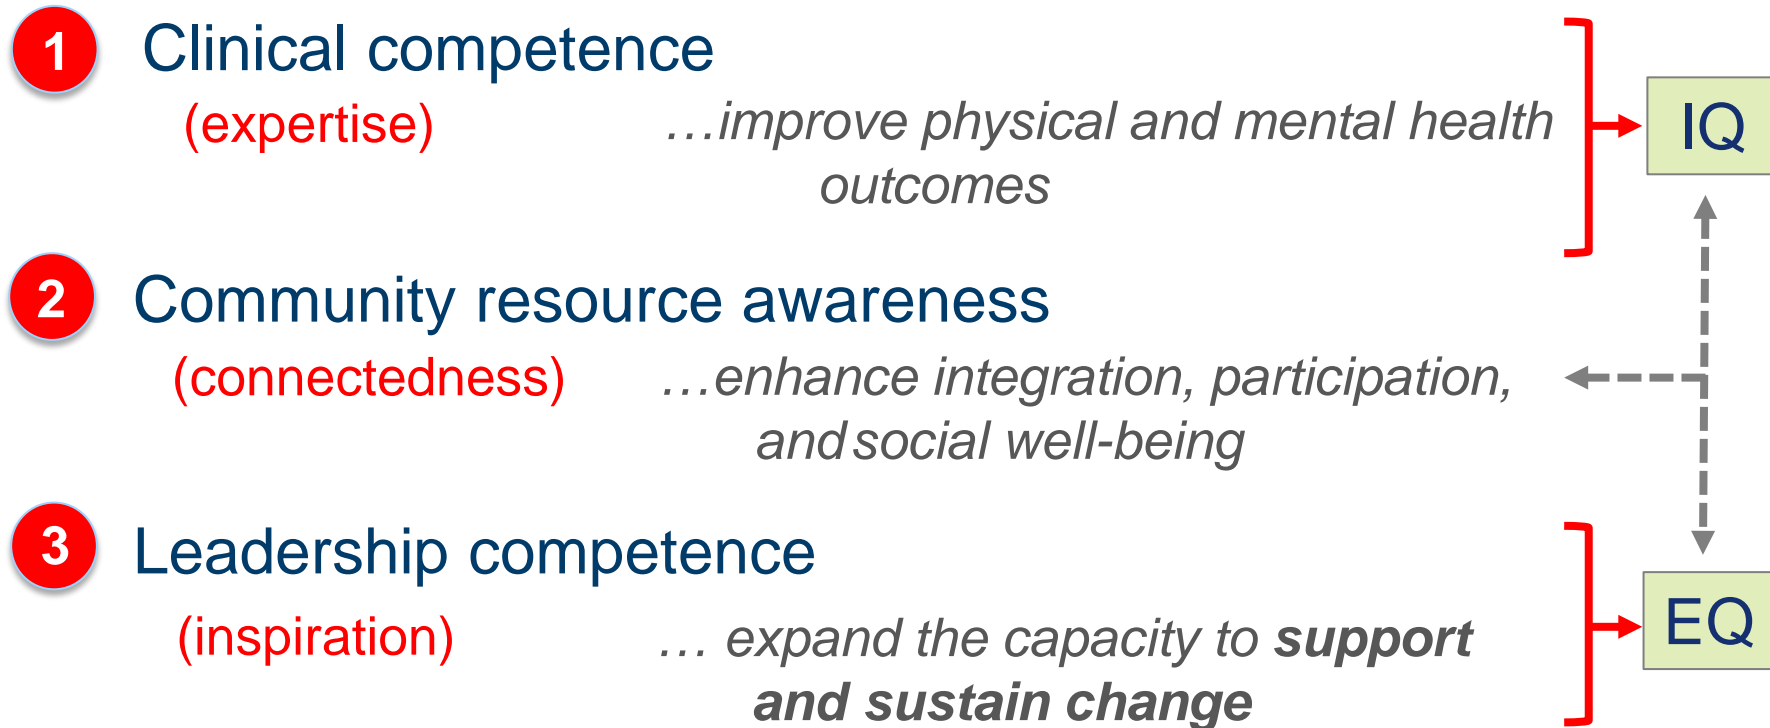 1 Clinical competence
(expertise) …improve physical and mental health
outcomes
IQ
2 Community resource awareness
(connectedness) …enhance integration, participation,
and social well-being
3 Leadership competence
(inspiration) … expand the capacity to support
and sustain change
EQ